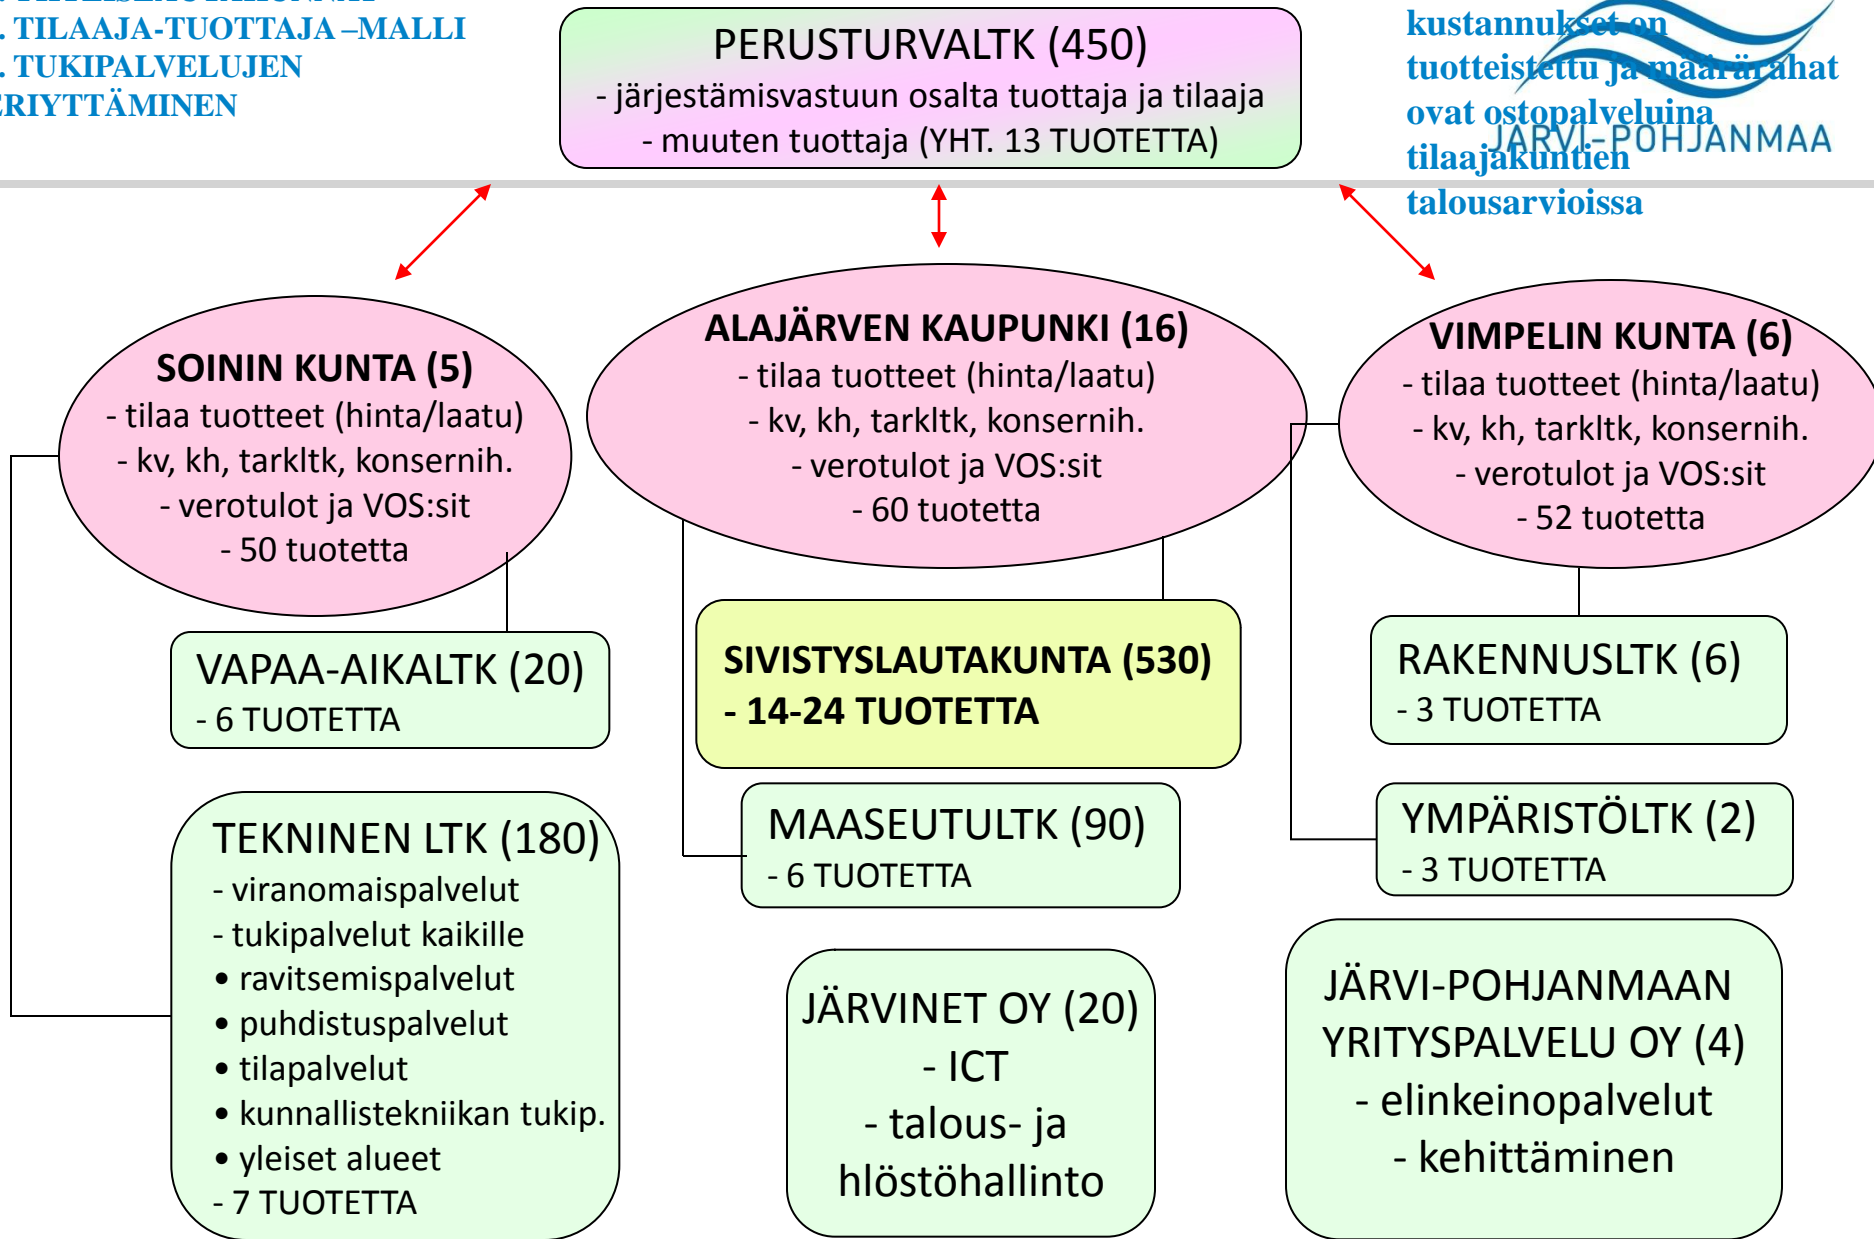 . TILAAJA-TUOTTAJA –MALLI
. TUKIPALVELUJEN
ERIYTTÄMINEN
PERUSTURVALTK (450)
- järjestämisvastuun osalta tuottaja ja tilaaja
- muuten tuottaja (YHT. 13 TUOTETTA)
kustannukset on
tuotteistettu ja määrärahat
ovat ostopalveluina
tilaajakuntien
talousarvioissa
JÄRVI-POHJANMAA
SOININ KUNTA (5)
- tilaa tuotteet (hinta/laatu)
- kv, kh, tarkltk, konsernih.
- verotulot ja VOS:sit
- 50 tuotetta
ALAJÄRVEN KAUPUNKI (16)
- tilaa tuotteet (hinta/laatu)
- kv, kh, tarkltk, konsernih.
- verotulot ja VOS:sit
- 60 tuotetta
VIMPELIN KUNTA (6)
- tilaa tuotteet (hinta/laatu)
- kv, kh, tarkltk, konsernih.
- verotulot ja VOS:sit
- 52 tuotetta
VAPAA-AIKALTK (20)
- 6 TUOTETTA
SIVISTYSLAUTAKUNTA (530)
- 14-24 TUOTETTA
RAKENNUSLTK (6)
- 3 TUOTETTA
TEKNINEN LTK (180)
- viranomaispalvelut
- tukipalvelut kaikille
• ravitsemispalvelut
• puhdistuspalvelut
• tilapalvelut
• kunnallistekniikan tukip.
• yleiset alueet
- 7 TUOTETTA
MAASEUTULTK (90)
- 6 TUOTETTA
YMPÄRISTÖLTK (2)
- 3 TUOTETTA
JÄRVINET OY (20)
- ICT
- talous- ja
hlöstöhallinto
JÄRVI-POHJANMAAN
YRITYSPALVELU OY (4)
- elinkeinopalvelut
- kehittäminen